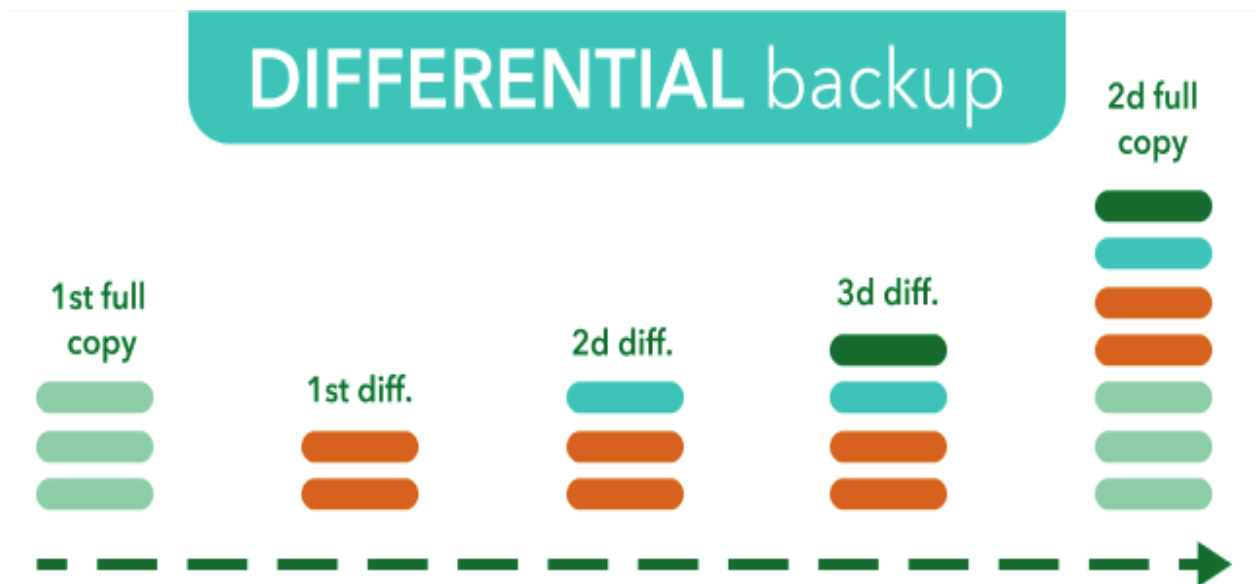 DIFFERENTIAL backup
1st full
copy
1st diff.
2d diff.
3d diff.
2d full
copy